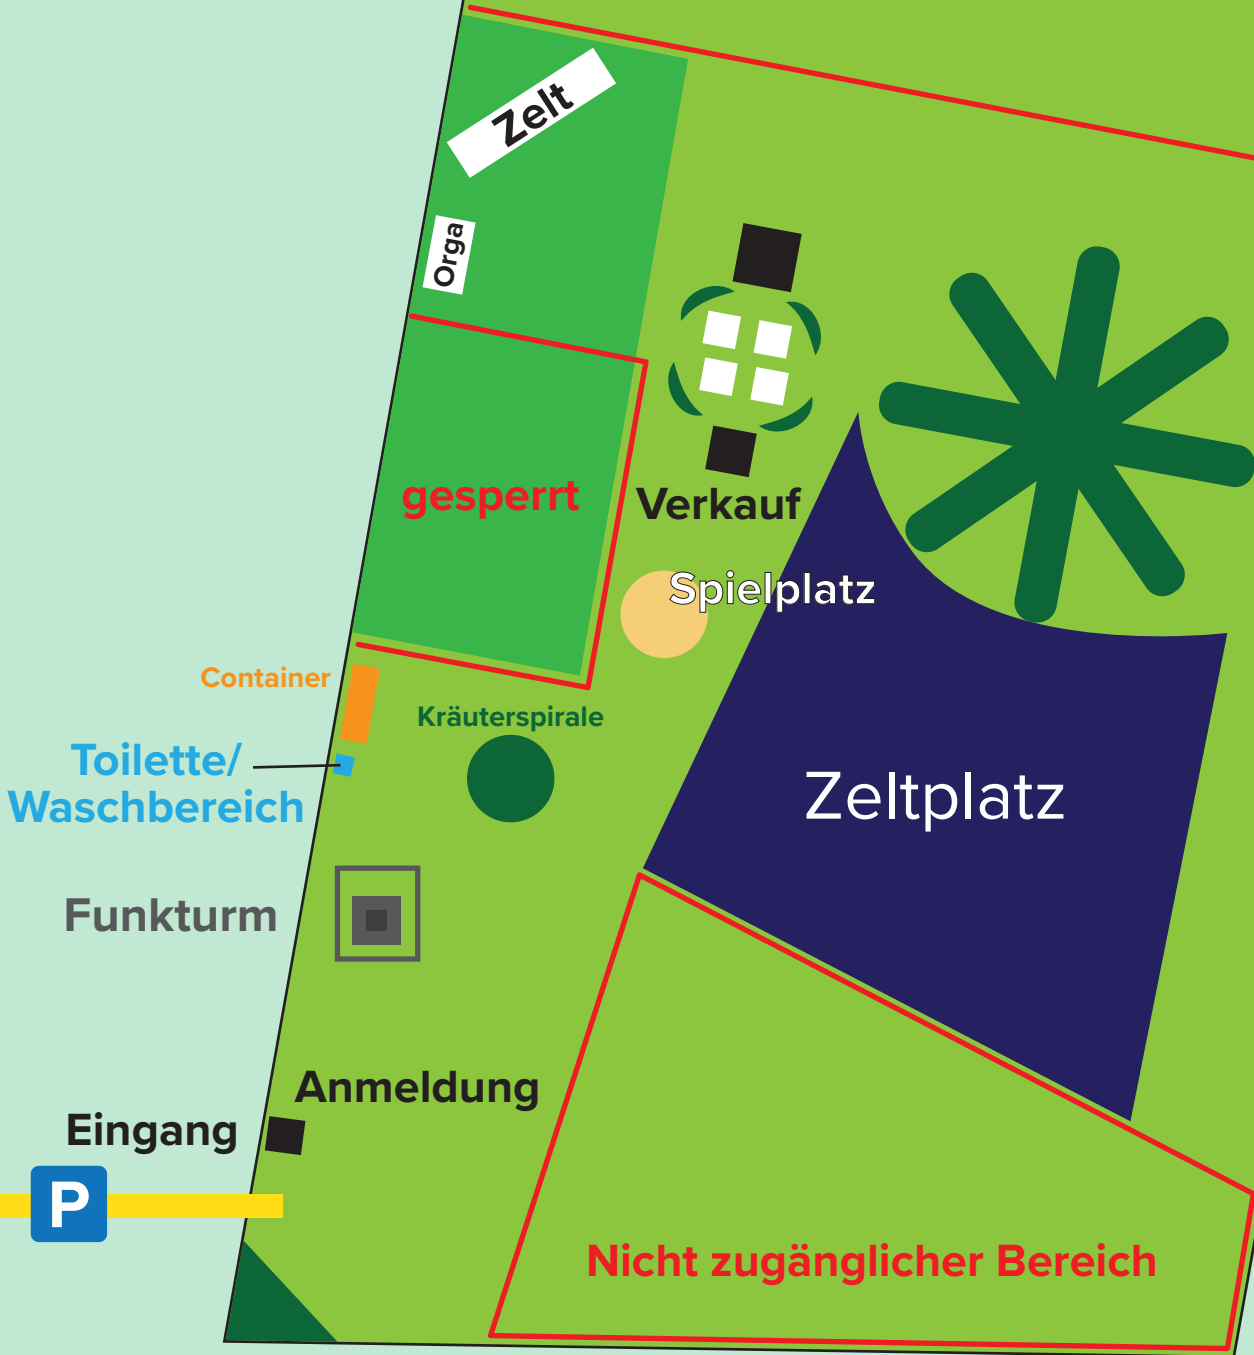 Zelt
Orga
gesperrt
Verkauf
Spielplatz
Container
Kräuterspirale
Toilette/
Waschbereich
Zeltplatz
Funkturm
Anmeldung
Eingang
P
Nicht zugänglicher Bereich